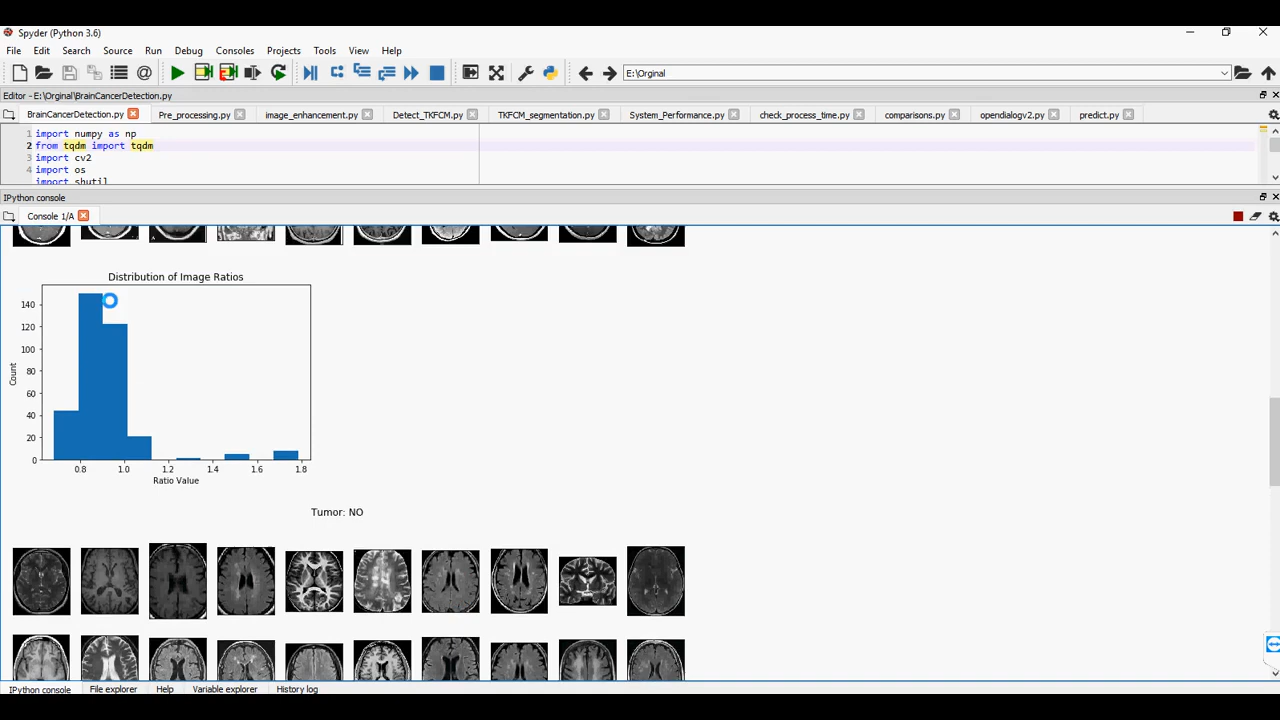 Spyder (Python 3.6)
File Edit Search Source Run Debug Consoles Projects Tools View Help
E:\Orginal
Editor - E:\Orginal\BrainCancerDetection.py
BrainCancerDetection.py Pre_processing.py image_enhancement.py Detect_TKFCM.py TKFCM_segmentation.py System_Performance.py check_process_time.py comparisons.py opendialogv2.py predict.py
1 import numpy as np
2 from tqdm import tqdm
3 import cv2
4 import os
import shutil
IPython console
Console 1/A
Distribution of Image Ratios
140
120
100
80
60
40
20
0
Count
0.8 1.0 1.2 1.4 1.6 1.8
Ratio Value
Tumor: NO
IPython console File explorer Help Variable explorer History log